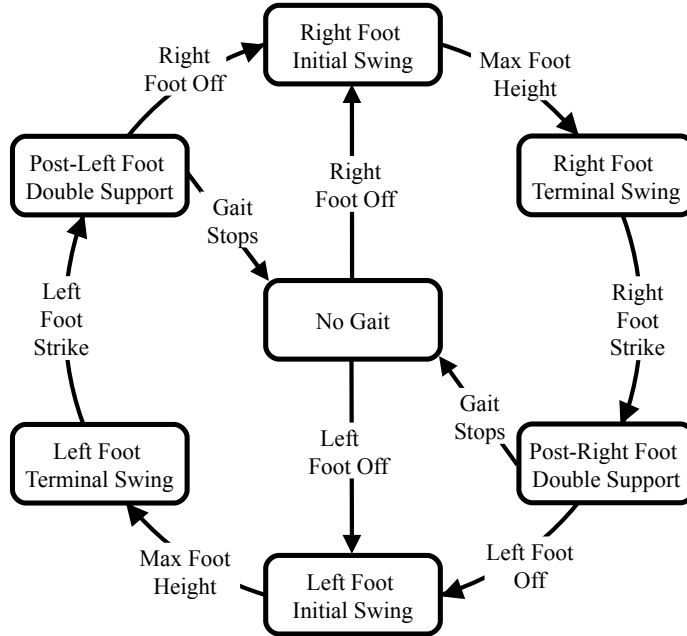 Right Foot
Initial Swing
Right
Foot Off
Max Foot
Height
Post-Left Foot
Double Support
Right Foot
Terminal Swing
Right
Foot Off
Gait
Stops
No Gait
Left
Foot
Strike
Right
Foot
Strike
Gait
Stops
Left
Foot Off
Left Foot
Terminal Swing
Post-Right Foot
Double Support
Max Foot
Height
Left Foot
Off
Left Foot
Initial Swing